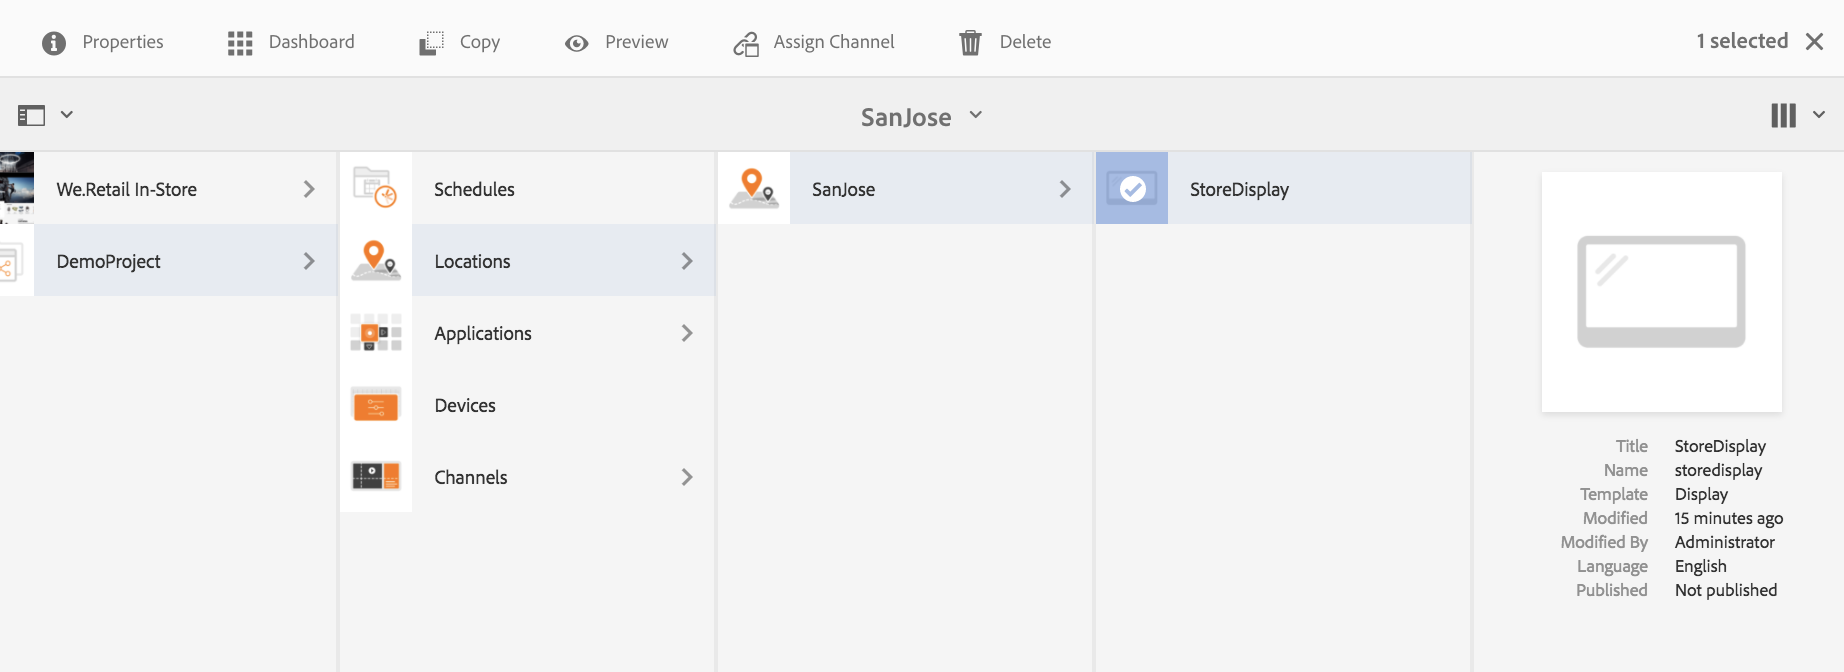 Properties Dashboard Copy Preview Assign Channel Delete 1 selected
SanJose
We.Retail In-Store
DemoProject
Schedules
Locations
Applications
Devices
Channels
SanJose
StoreDisplay
Title StoreDisplay
Name storedisplay
Template Display
Modified 15 minutes ago
Modified By Administrator
Language English
Published Not published